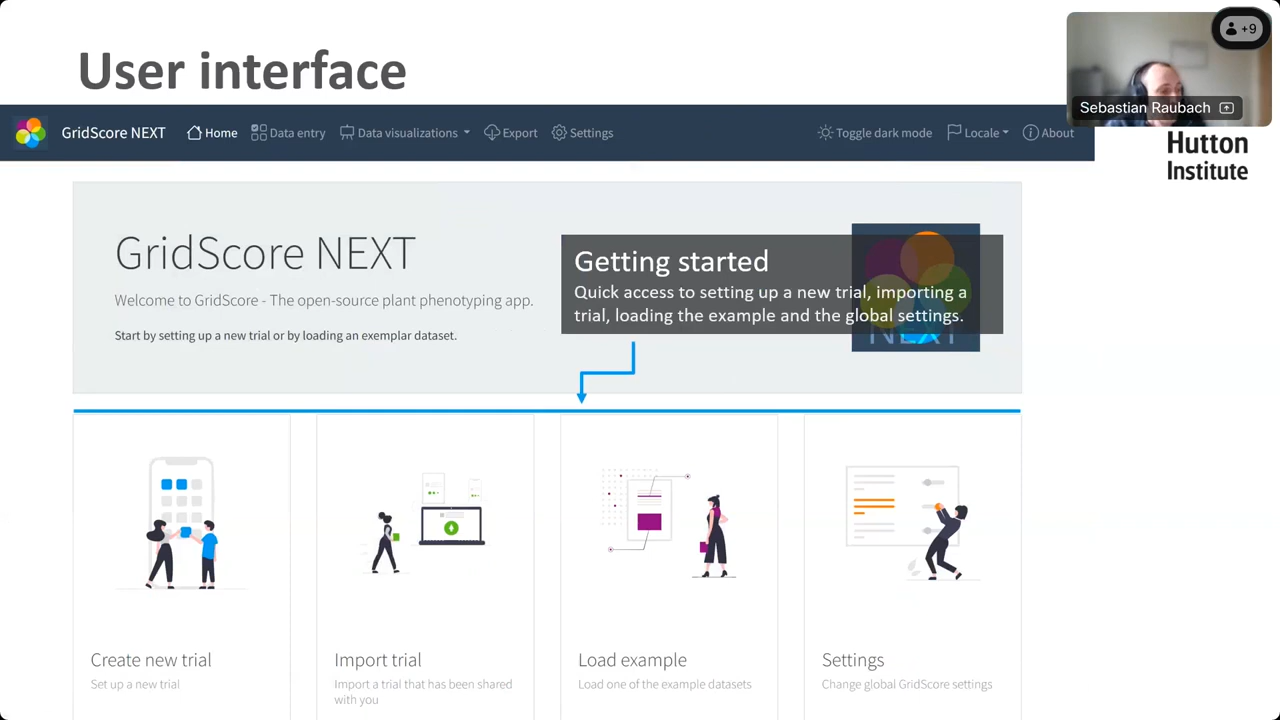 User interface
+9
Sebastian Raubach
Hutton
Institute
GridScore NEXT
Home
Data entry
Data visualizations
Export
Settings
Toggle dark mode
Locale
About
GridScore NEXT
Welcome to GridScore - The open-source plant phenotyping app.
Start by setting up a new trial or by loading an exemplar dataset.
Getting started
Quick access to setting up a new trial, importing a
trial, loading the example and the global settings.
NEXT
Create new trial
Set up a new trial
Import trial
Import a trial that has been shared
with you
Load example
Load one of the example datasets
Settings
Change global GridScore settings